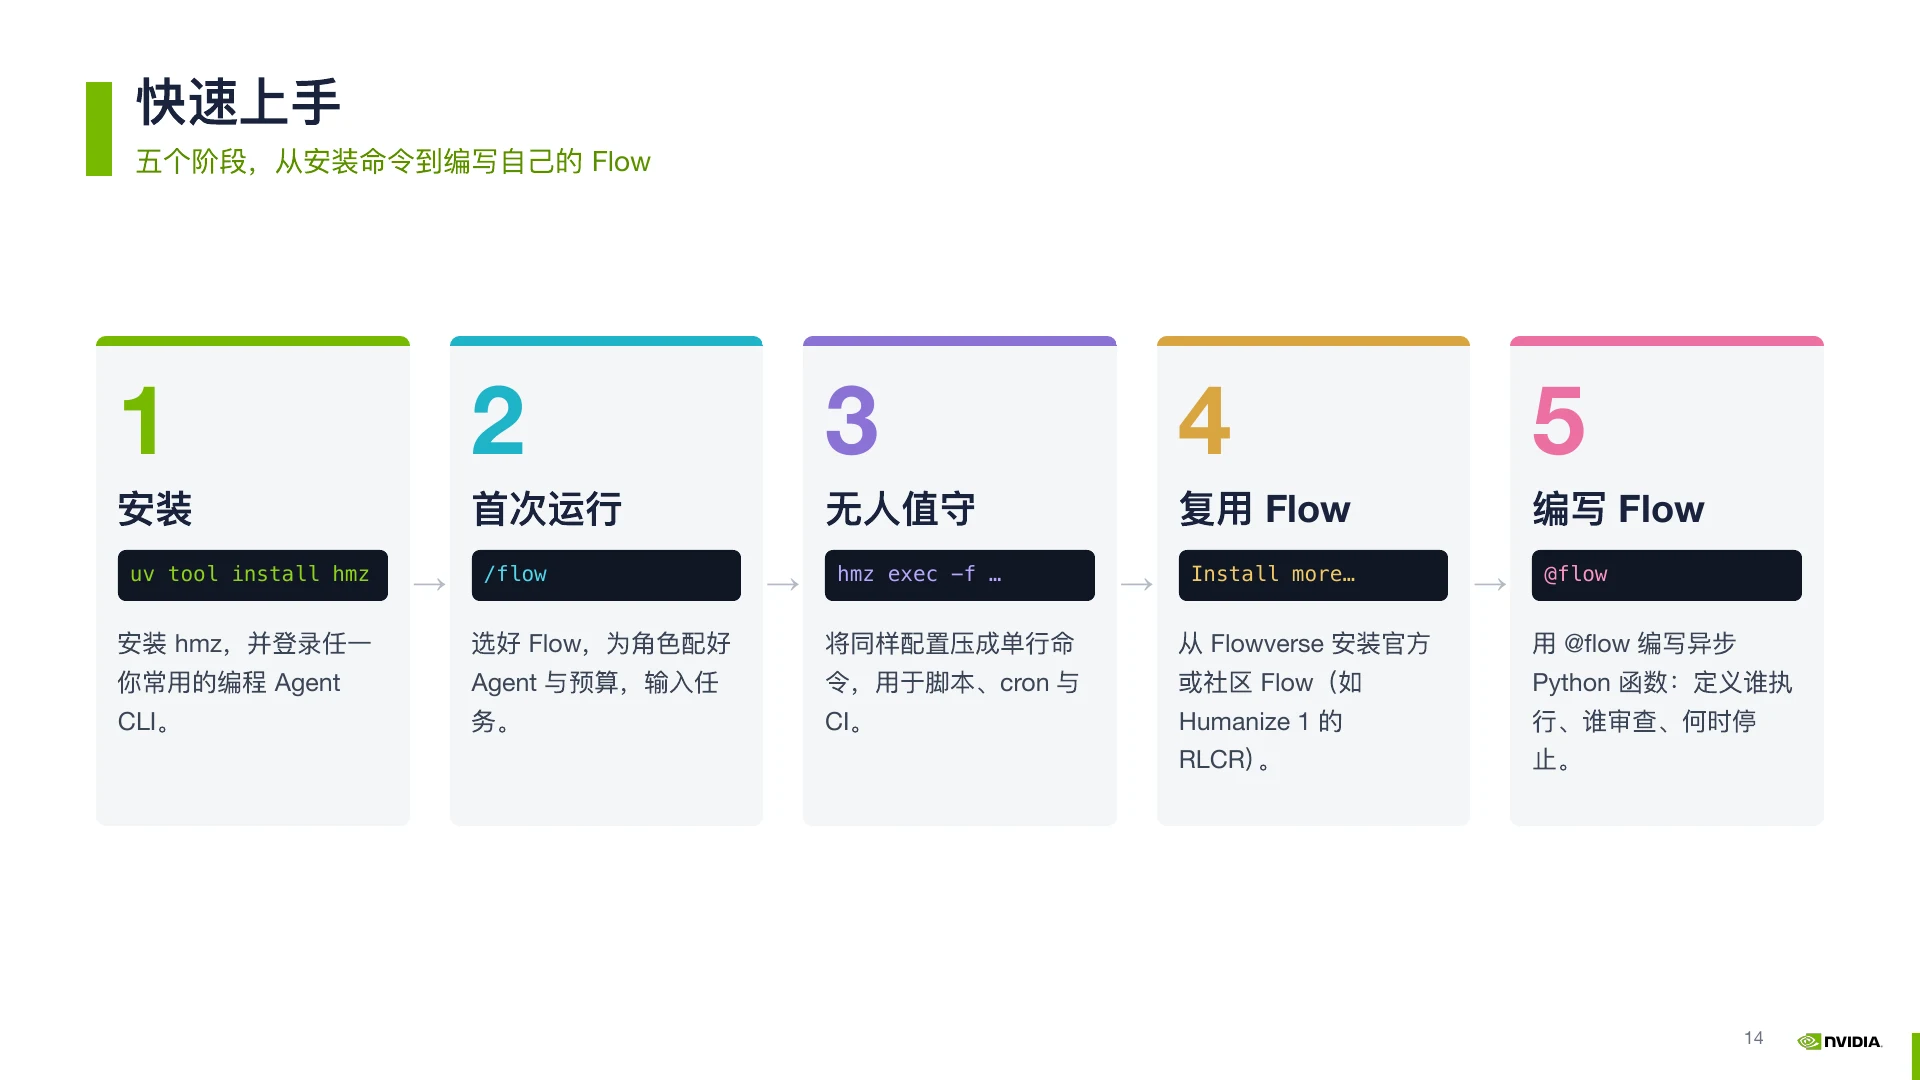 快速上手
五个阶段，从安装命令到编写自己的 Flow
1
安装
uv tool install hmz
安装 hmz，并登录任一
你常用的编程 Agent
CLI。
→
2
首次运行
/flow
选好 Flow，为角色配好
Agent 与预算，输入任
务。
→
3
无人值守
hmz exec -f …
将同样配置压成单行命
令，用于脚本、cron 与
CI。
→
4
复用 Flow
Install more…
从 Flowverse 安装官方
或社区 Flow（如
Humanize 1 的
RLCR）。
→
5
编写 Flow
@flow
用 @flow 编写异步
Python 函数：定义谁执
行、谁审查、何时停
止。
14
NVIDIA